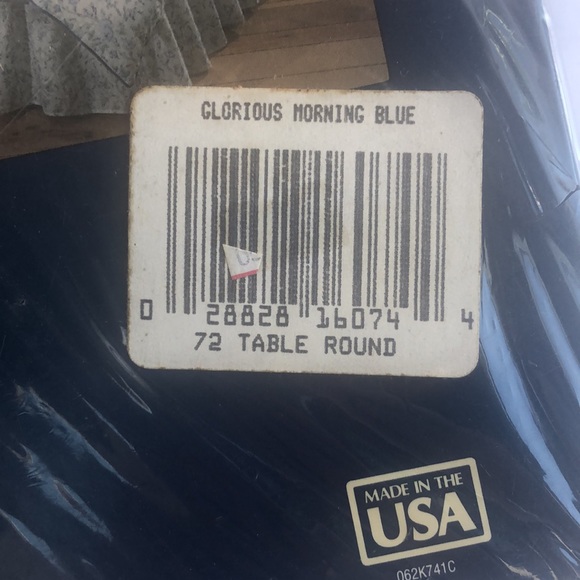 GLORIOUS MORNING BLUE
0 28828 16074 4
72 TABLE ROUND
MADE IN THE
USA
062K741C